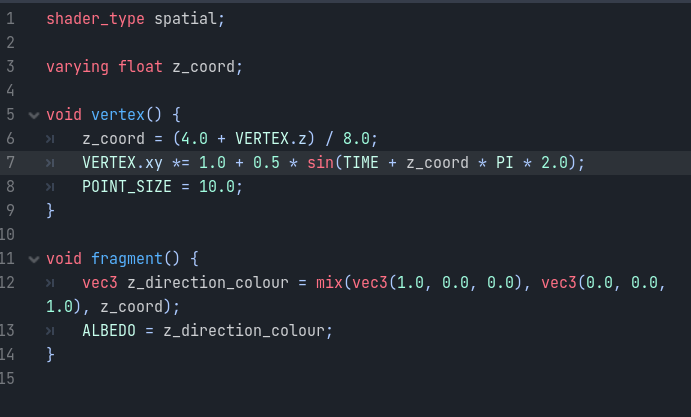 1 shader_type spatial;
2
3 varying float z_coord;
4
5 void vertex() {
6 z_coord = (4.0 + VERTEX.z) / 8.0;
7 VERTEX.xy *= 1.0 + 0.5 * sin(TIME + z_coord * PI * 2.0);
8 POINT_SIZE = 10.0;
9 }
10
11 void fragment() {
12 vec3 z_direction_colour = mix(vec3(1.0, 0.0, 0.0), vec3(0.0, 0.0,
1.0), z_coord);
13 ALBEDO = z_direction_colour;
14 }
15